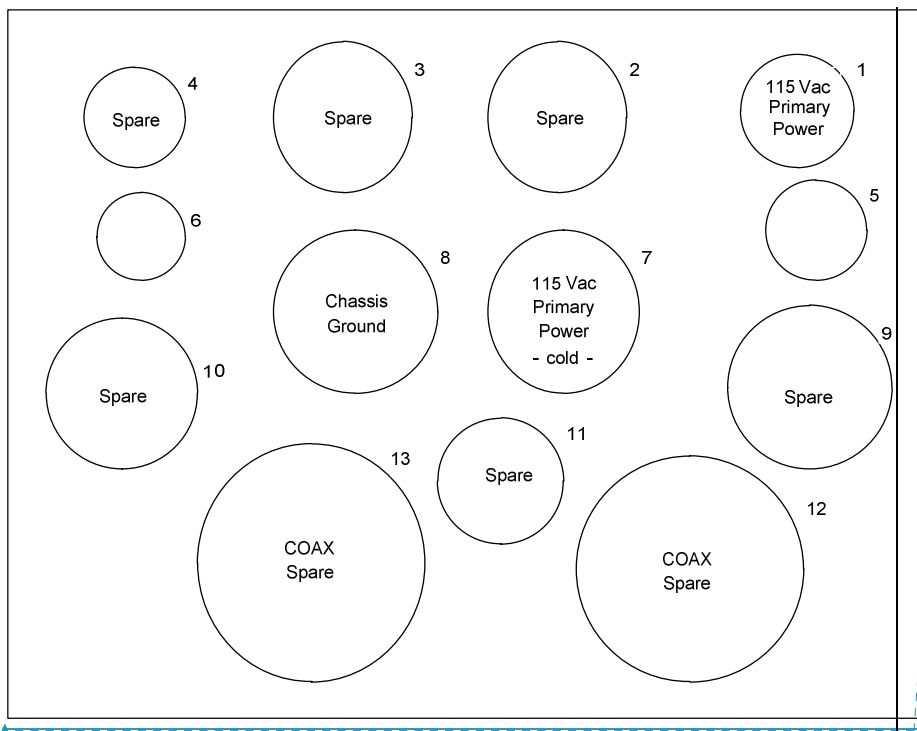 4
Spare
3
Spare
2
Spare
1
115 Vac
Primary
Power
6
5
8
Chassis
Ground
7
115 Vac
Primary
Power
- cold -
10
Spare
9
Spare
11
Spare
13
COAX
Spare
12
COAX
Spare